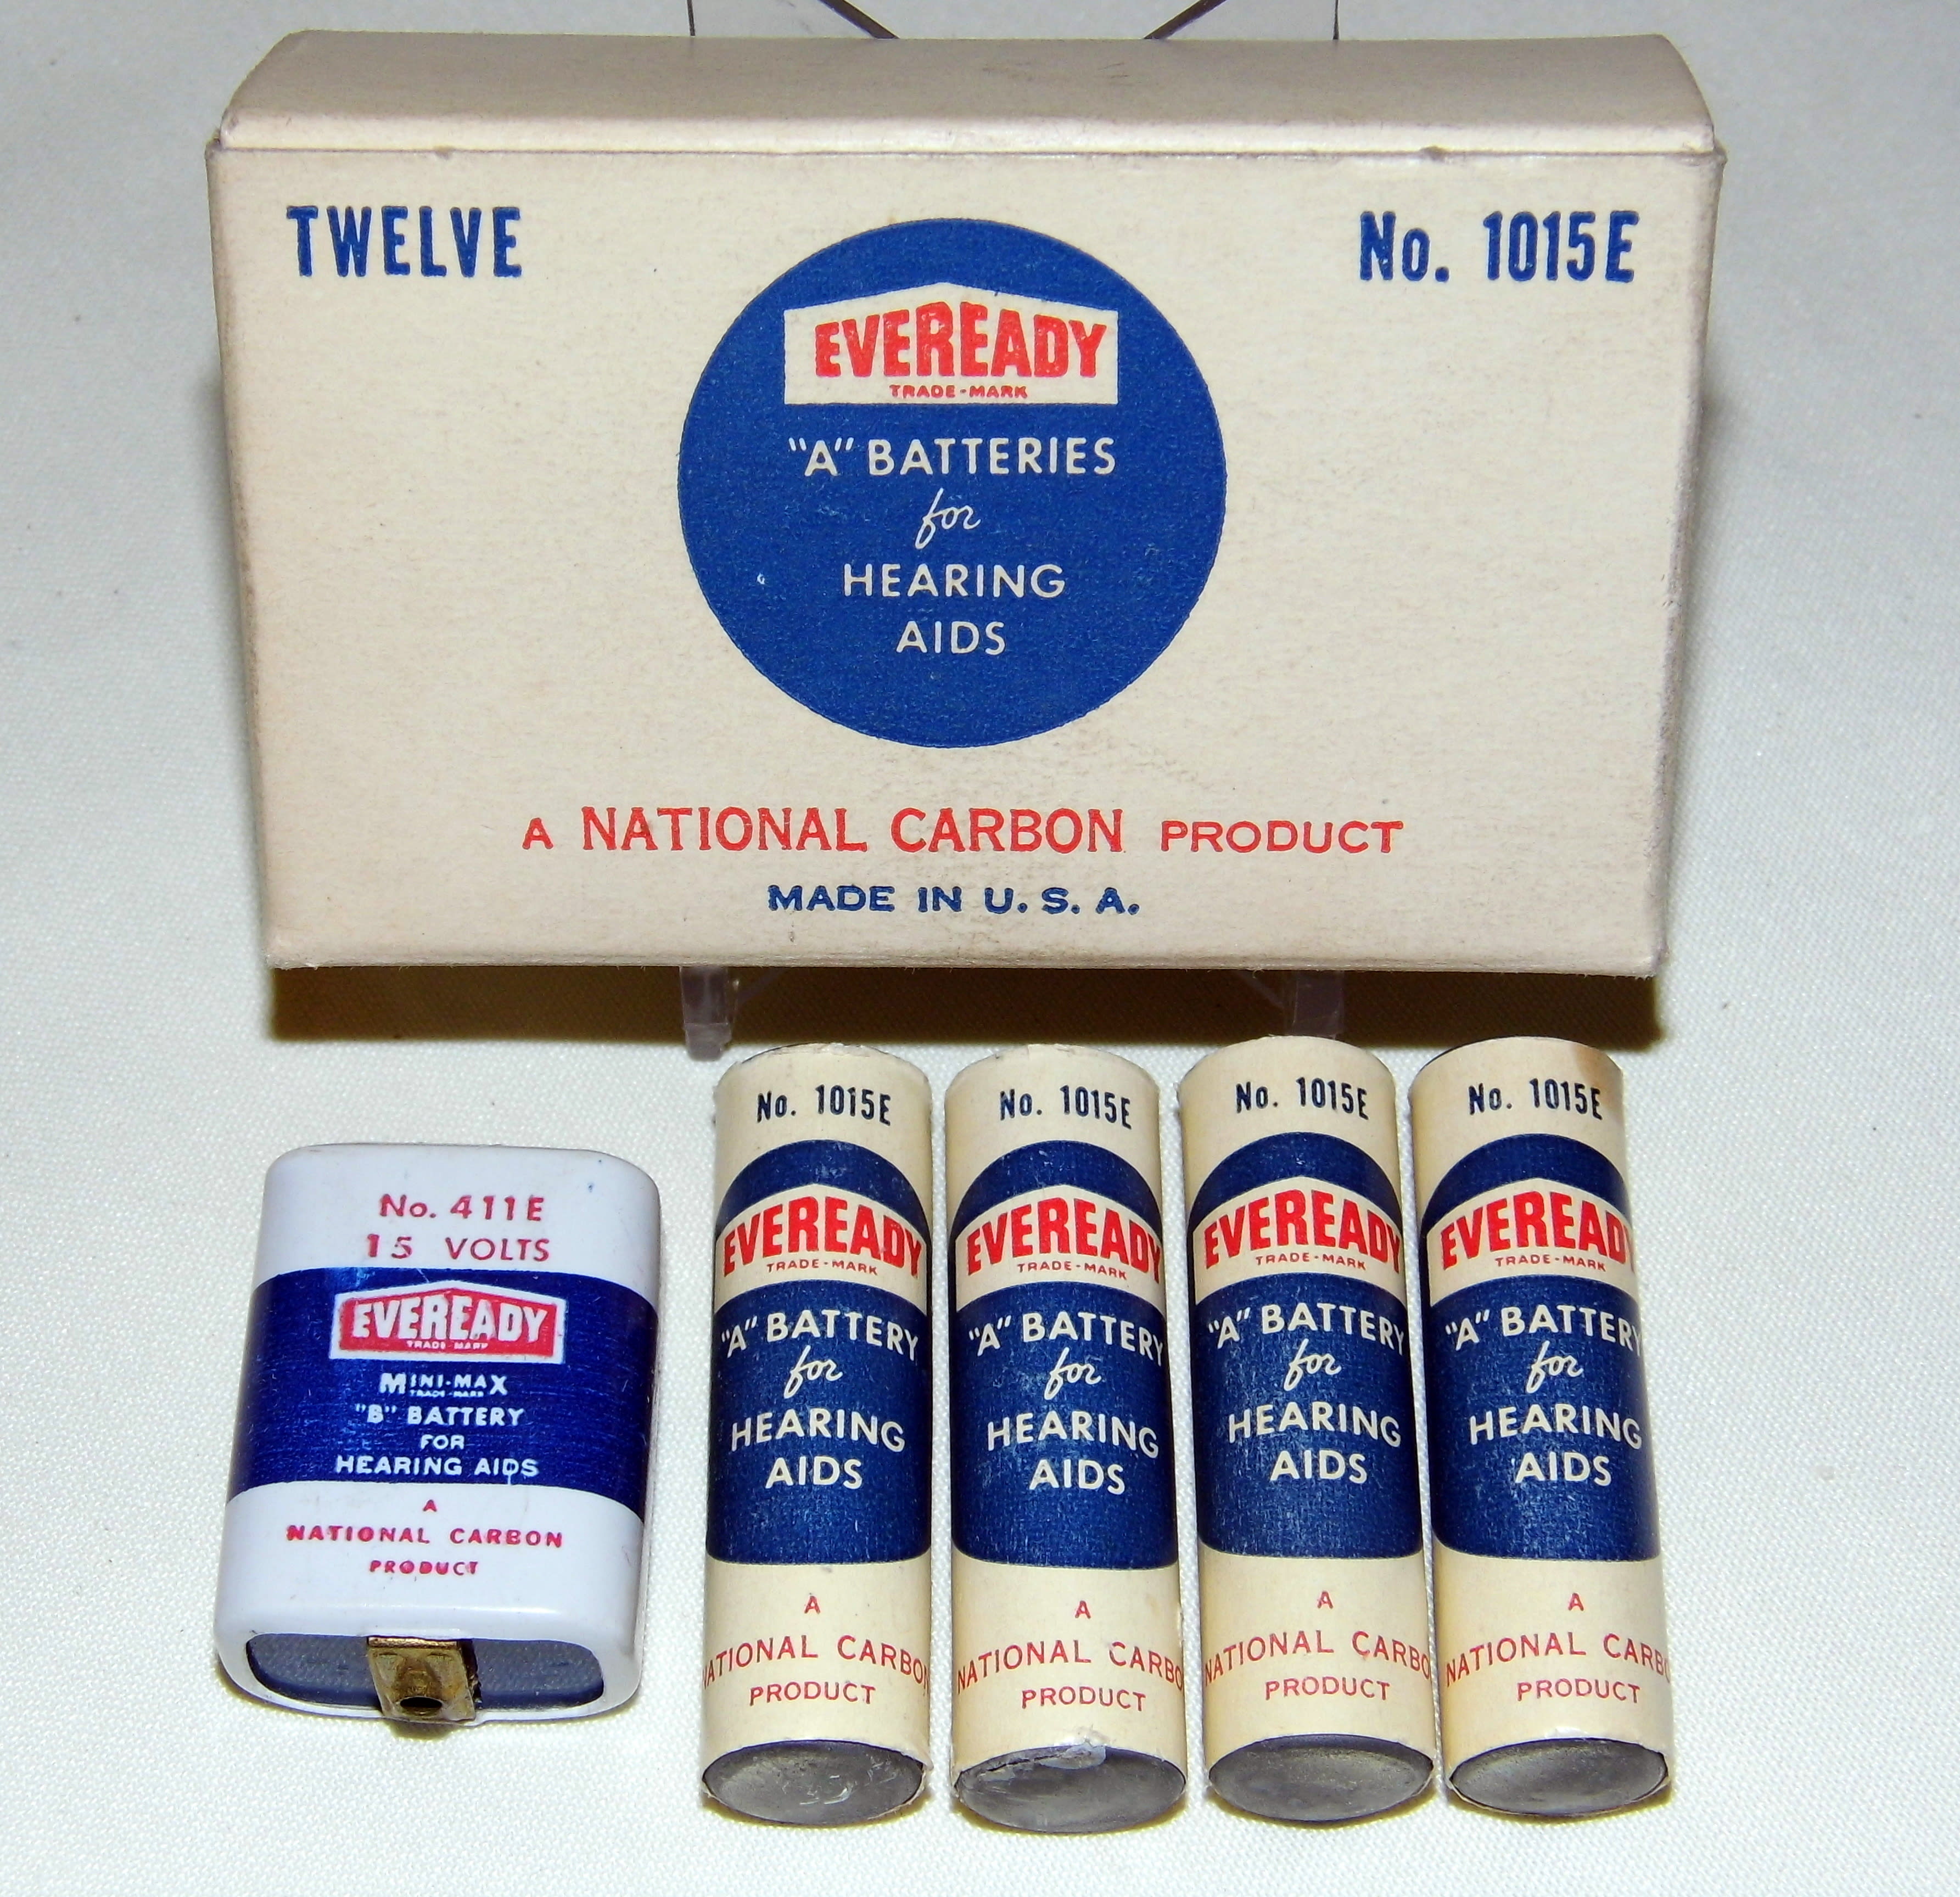 TWELVE
No. 1015E
EVEREADY
TRADE-MARK
"A" BATTERIES
for
HEARING
AIDS
A NATIONAL CARBON PRODUCT
MADE IN U. S. A.
No. 411E
15 VOLTS
EVEREADY
TRADE-MARK
MINI-MAX
TRADE-MARK
"B" BATTERY
FOR
HEARING AIDS
A
NATIONAL CARBON
PRODUCT
No. 1015E
EVEREADY
TRADE-MARK
"A" BATTERY
for
HEARING
AIDS
A
NATIONAL CARBON
PRODUCT
No. 1015E
EVEREADY
TRADE-MARK
"A" BATTERY
for
HEARING
AIDS
A
NATIONAL CARBO
PRODUCT
No. 1015E
EVEREADY
TRADE-MARK
"A" BATTERY
for
HEARING
AIDS
A
NATIONAL CARBO
PRODUCT
No. 1015E
EVEREADY
TRADE-MARK
"A" BATTERY
for
HEARING
AIDS
A
NATIONAL CARBO
PRODUCT